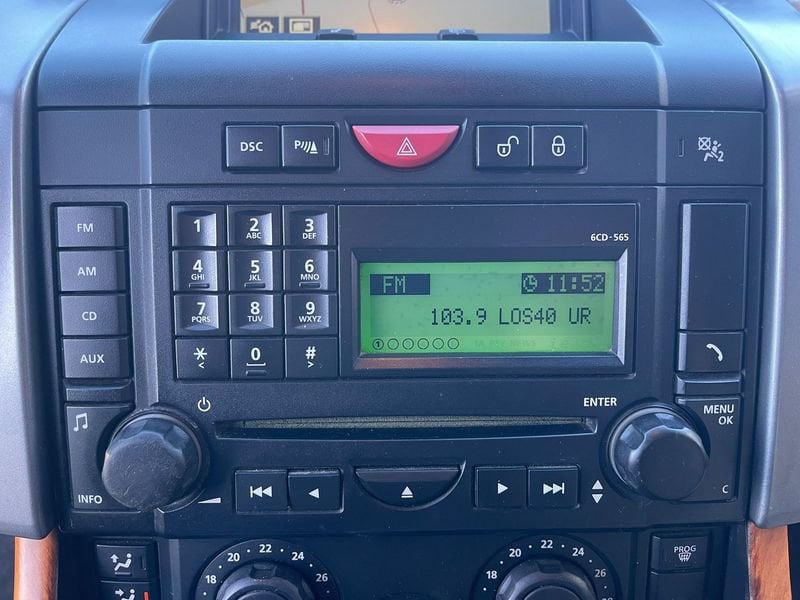 DSC
P
2
FM
AM
CD
AUX
INFO
1
2 ABC
3 DEF
4 GHI
5 JKL
6 MNO
7 PQRS
8 TUV
9 WXYZ
* <
0
# >
6CD-565
FM 11:52
103.9 LOS40 UR
1
ENTER
MENU
OK
C
18 20 22 24 26
18 20 22 24 26
PROG